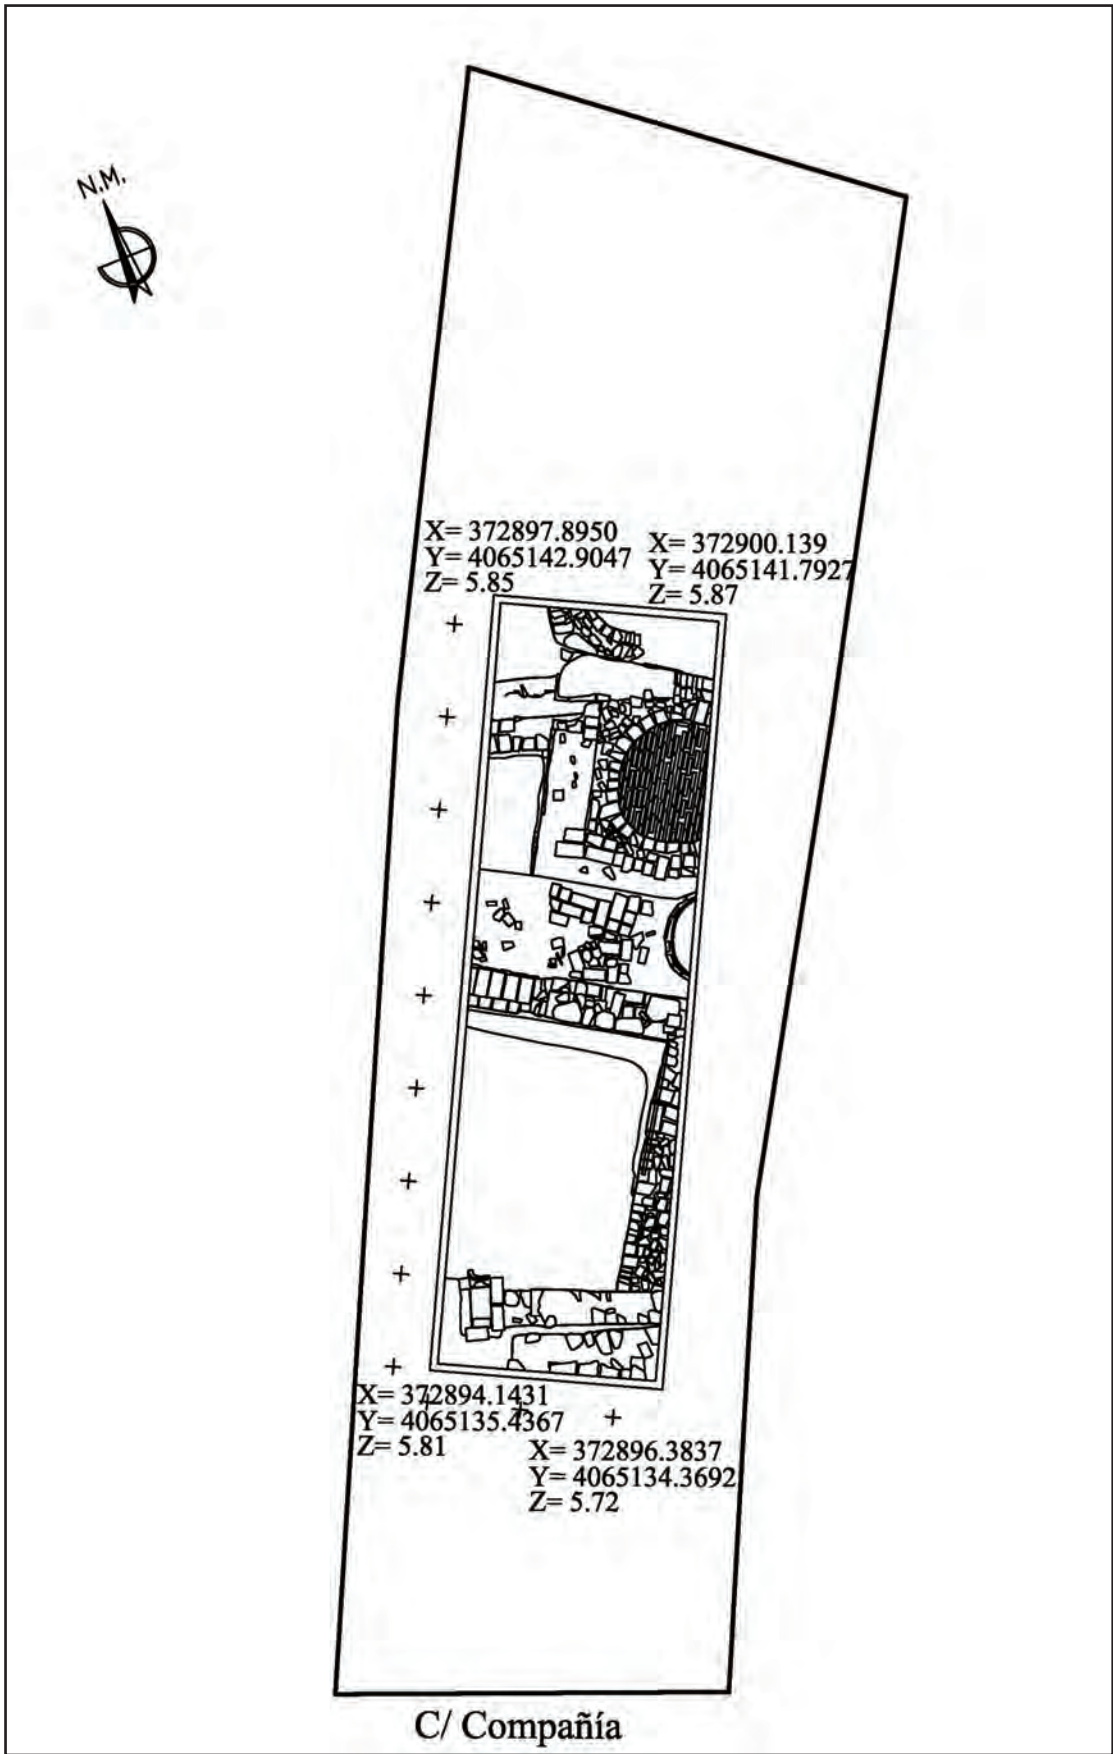 N.M.
X= 372897.8950
Y= 4065142.9047
Z= 5.85
X= 372900.139
Y= 4065141.7927
Z= 5.87
X= 372894.1431
Y= 4065135.4367
Z= 5.81
X= 372896.3837
Y= 4065134.3692
Z= 5.72
C/ Compañía